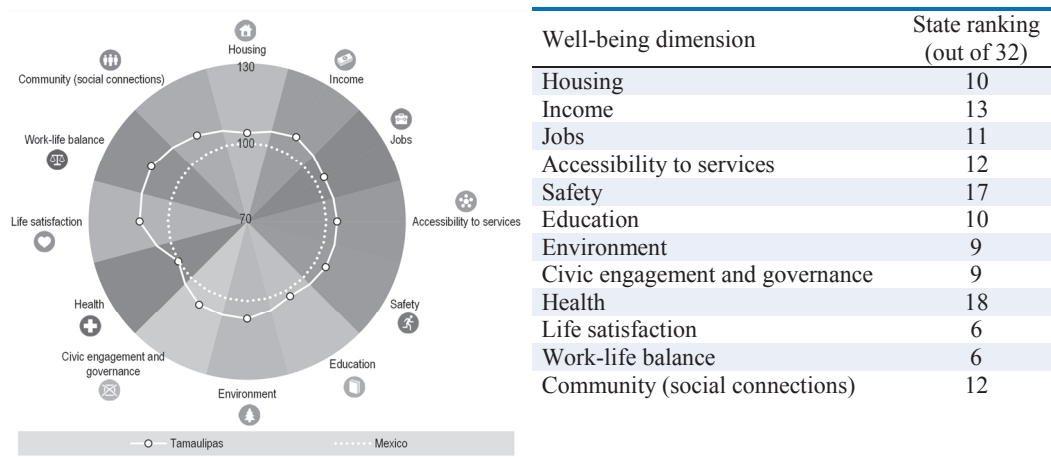 Housing
130
Income
Community (social connections)
Jobs
Work-life balance
100
Life satisfaction
70
Accessibility to services
Health
Safety
Civic engagement and
governance
Education
Environment
Tamaulipas
Mexico
Well-being dimension State ranking
(out of 32)
Housing 10
Income 13
Jobs 11
Accessibility to services 12
Safety 17
Education 10
Environment 9
Civic engagement and governance 9
Health 18
Life satisfaction 6
Work-life balance 6
Community (social connections) 12